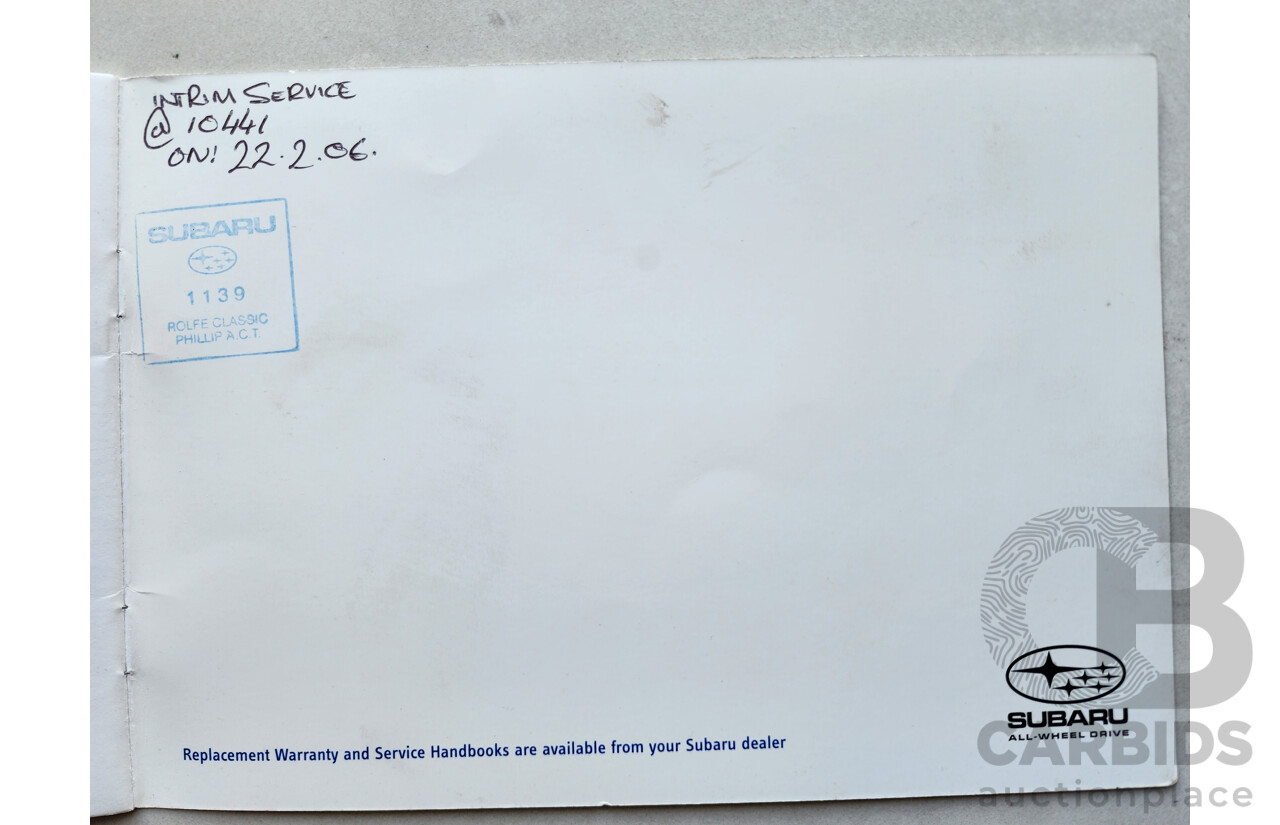 INTRIM SERVICE
@ 10441
ON! 22.2.06.
SUBARU
1139
ROLFE CLASSIC
PHILLIP A.C.T.
SUBARU
ALL-WHEEL DRIVE
Replacement Warranty and Service Handbooks are available from your Subaru dealer
CB
CARBIDS
auctionplace